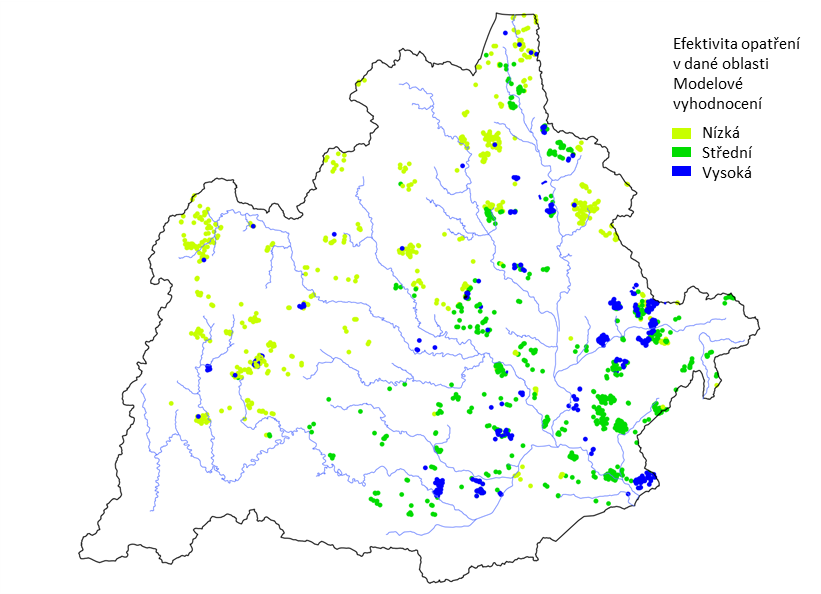 Efektivita opatření
v dané oblasti
Modelové
vyhodnocení
Nízká
Střední
Vysoká